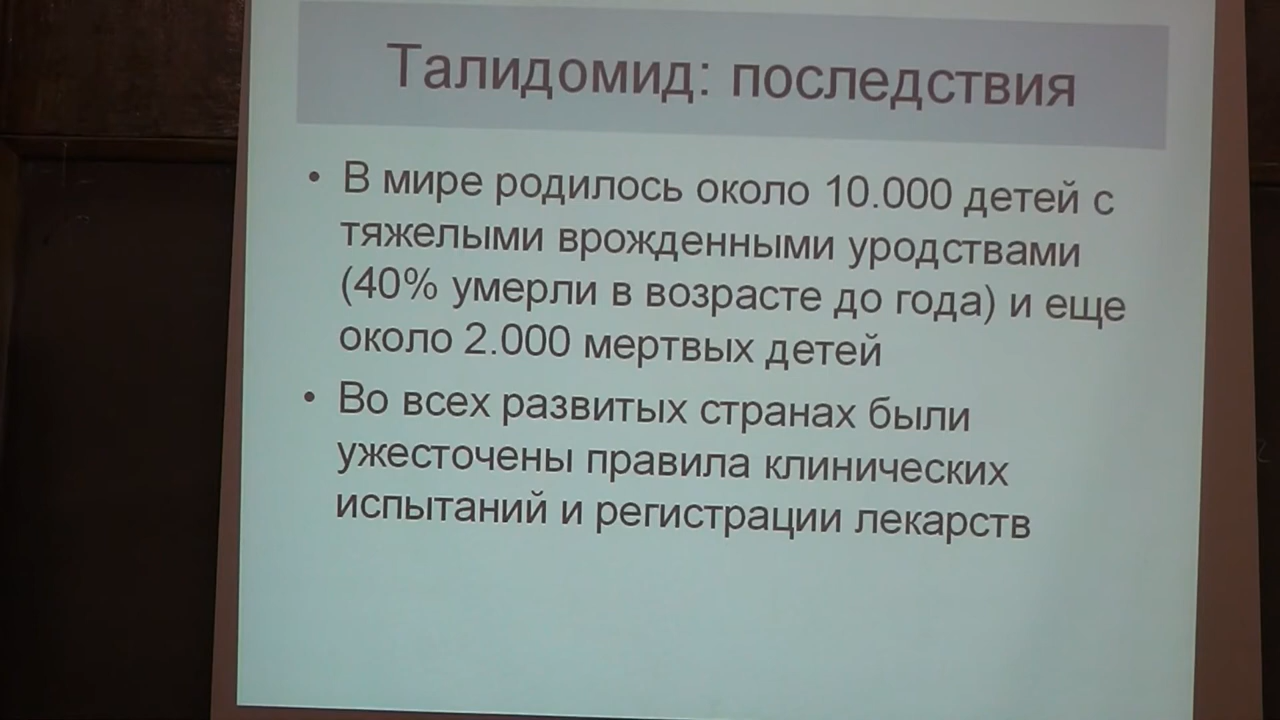 Талидомид: последствия
• В мире родилось около 10.000 детей с
тяжелыми врожденными уродствами
(40% умерли в возрасте до года) и еще
около 2.000 мертвых детей
• Во всех развитых странах были
ужесточены правила клинических
испытаний и регистрации лекарств